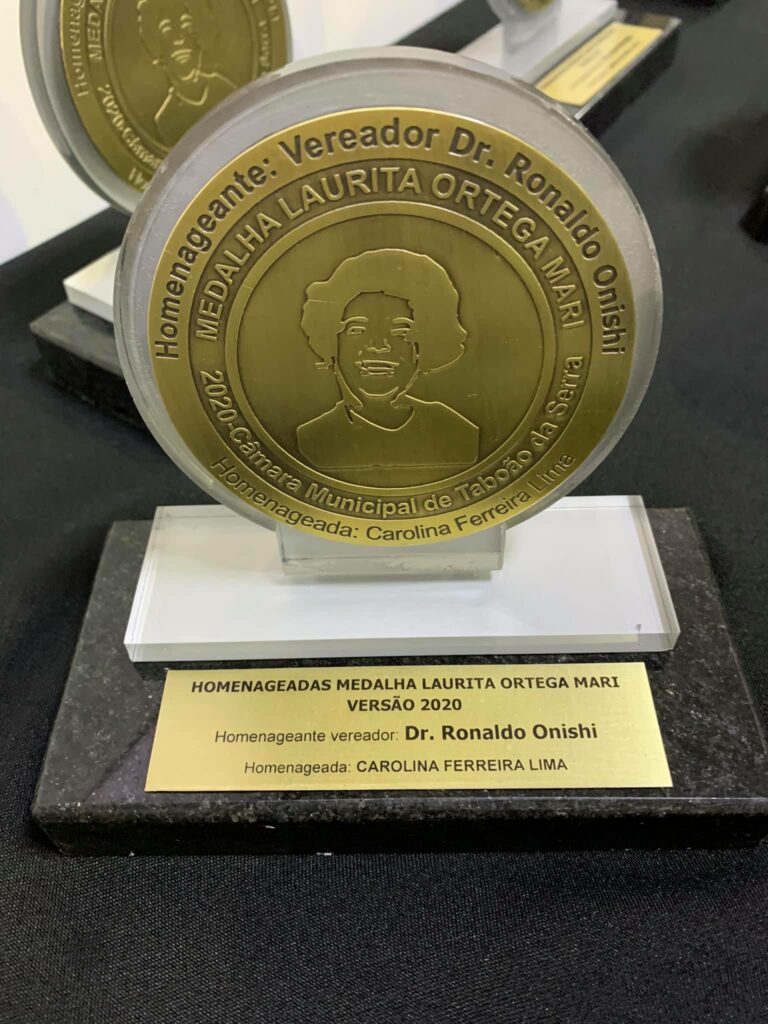 Homenageante: Vereador Dr. Ronaldo Onishi
MEDALHA LAURITA ORTEGA MARI
2020-Câmara Municipal de Taboão da Serra
Homenageada: Carolina Ferreira Lima
HOMENAGEADAS MEDALHA LAURITA ORTEGA MARI
VERSÃO 2020
Homenageante vereador: Dr. Ronaldo Onishi
Homenageada: CAROLINA FERREIRA LIMA